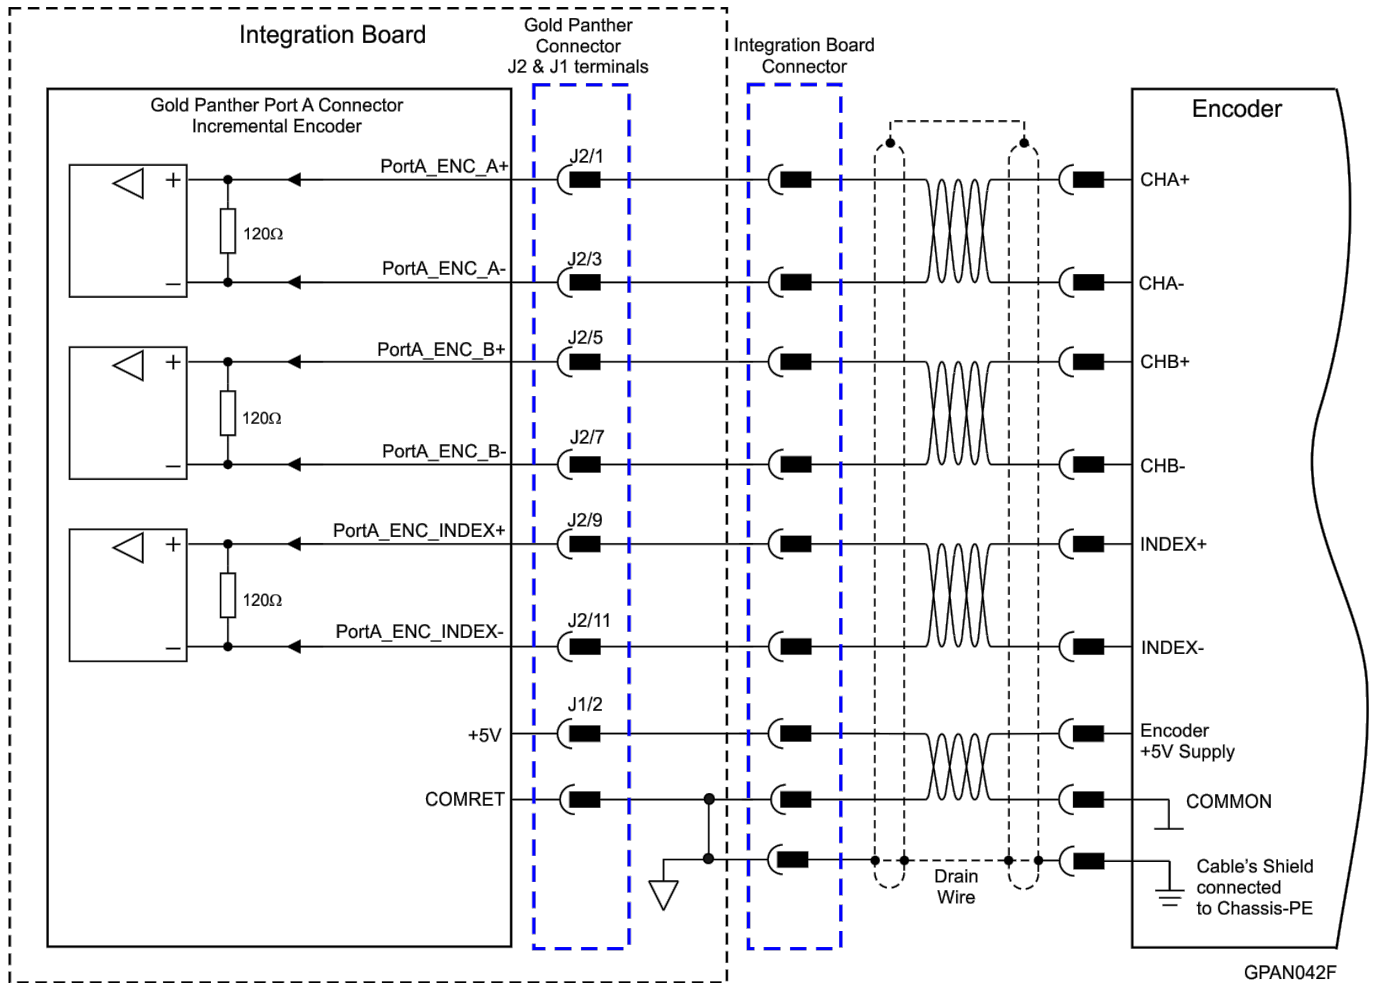 Integration Board
Gold Panther
Connector
J2 & J1 terminals
Integration Board
Connector
Gold Panther Port A Connector
Incremental Encoder
Encoder
PortA_ENC_A+
J2/1
+
CHA+
120Ω
PortA_ENC_A-
J2/3
–
CHA-
PortA_ENC_B+
J2/5
+
CHB+
120Ω
PortA_ENC_B-
J2/7
–
CHB-
PortA_ENC_INDEX+
J2/9
+
INDEX+
120Ω
PortA_ENC_INDEX-
J2/11
–
INDEX-
J1/2
+5V
Encoder
+5V Supply
COMRET
COMMON
Drain
Wire
Cable's Shield
connected
to Chassis-PE
GPAN042F